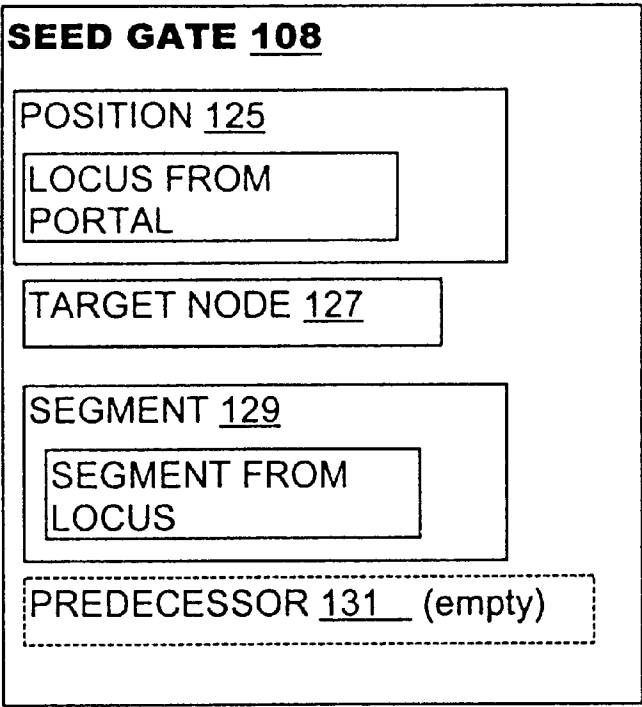 SEED GATE 108
POSITION 125
LOCUS FROM
PORTAL
TARGET NODE 127
SEGMENT 129
SEGMENT FROM
LOCUS
PREDECESSOR 131 (empty)